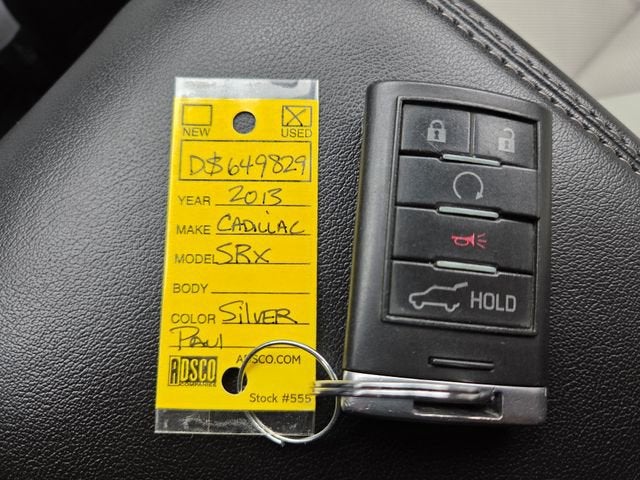 NEW USED
D$649829
YEAR 2013
MAKE CADILLAC
MODEL SRX
BODY
COLOR SILVER
Paul
ADSCO ADSCO.COM
Stock #555
HOLD